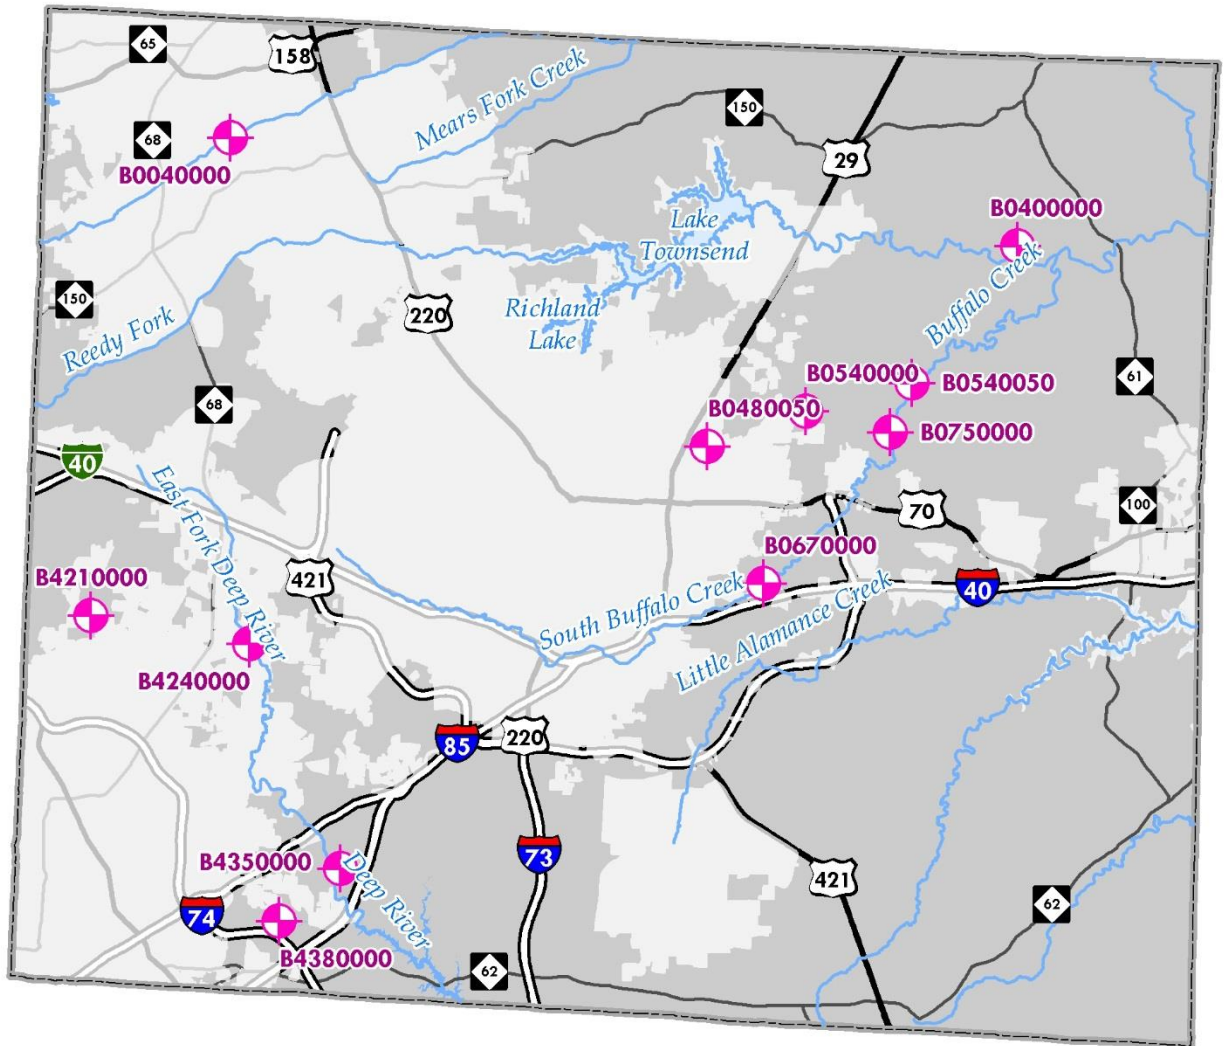 65
158
Mears Fork Creek
150
68
29
B0040000
B0400000
Lake
Townsend
Buffalo Creek
150
Richland
Lake
220
Reedy Fork
B0540000
B0540050
61
68
B0480050
B0750000
40
East Fork Deep River
100
70
B0670000
B4210000
421
40
South Buffalo Creek
Little Alamance Creek
B4240000
85
220
B4350000
73
Deep River
421
74
62
B4380000
62